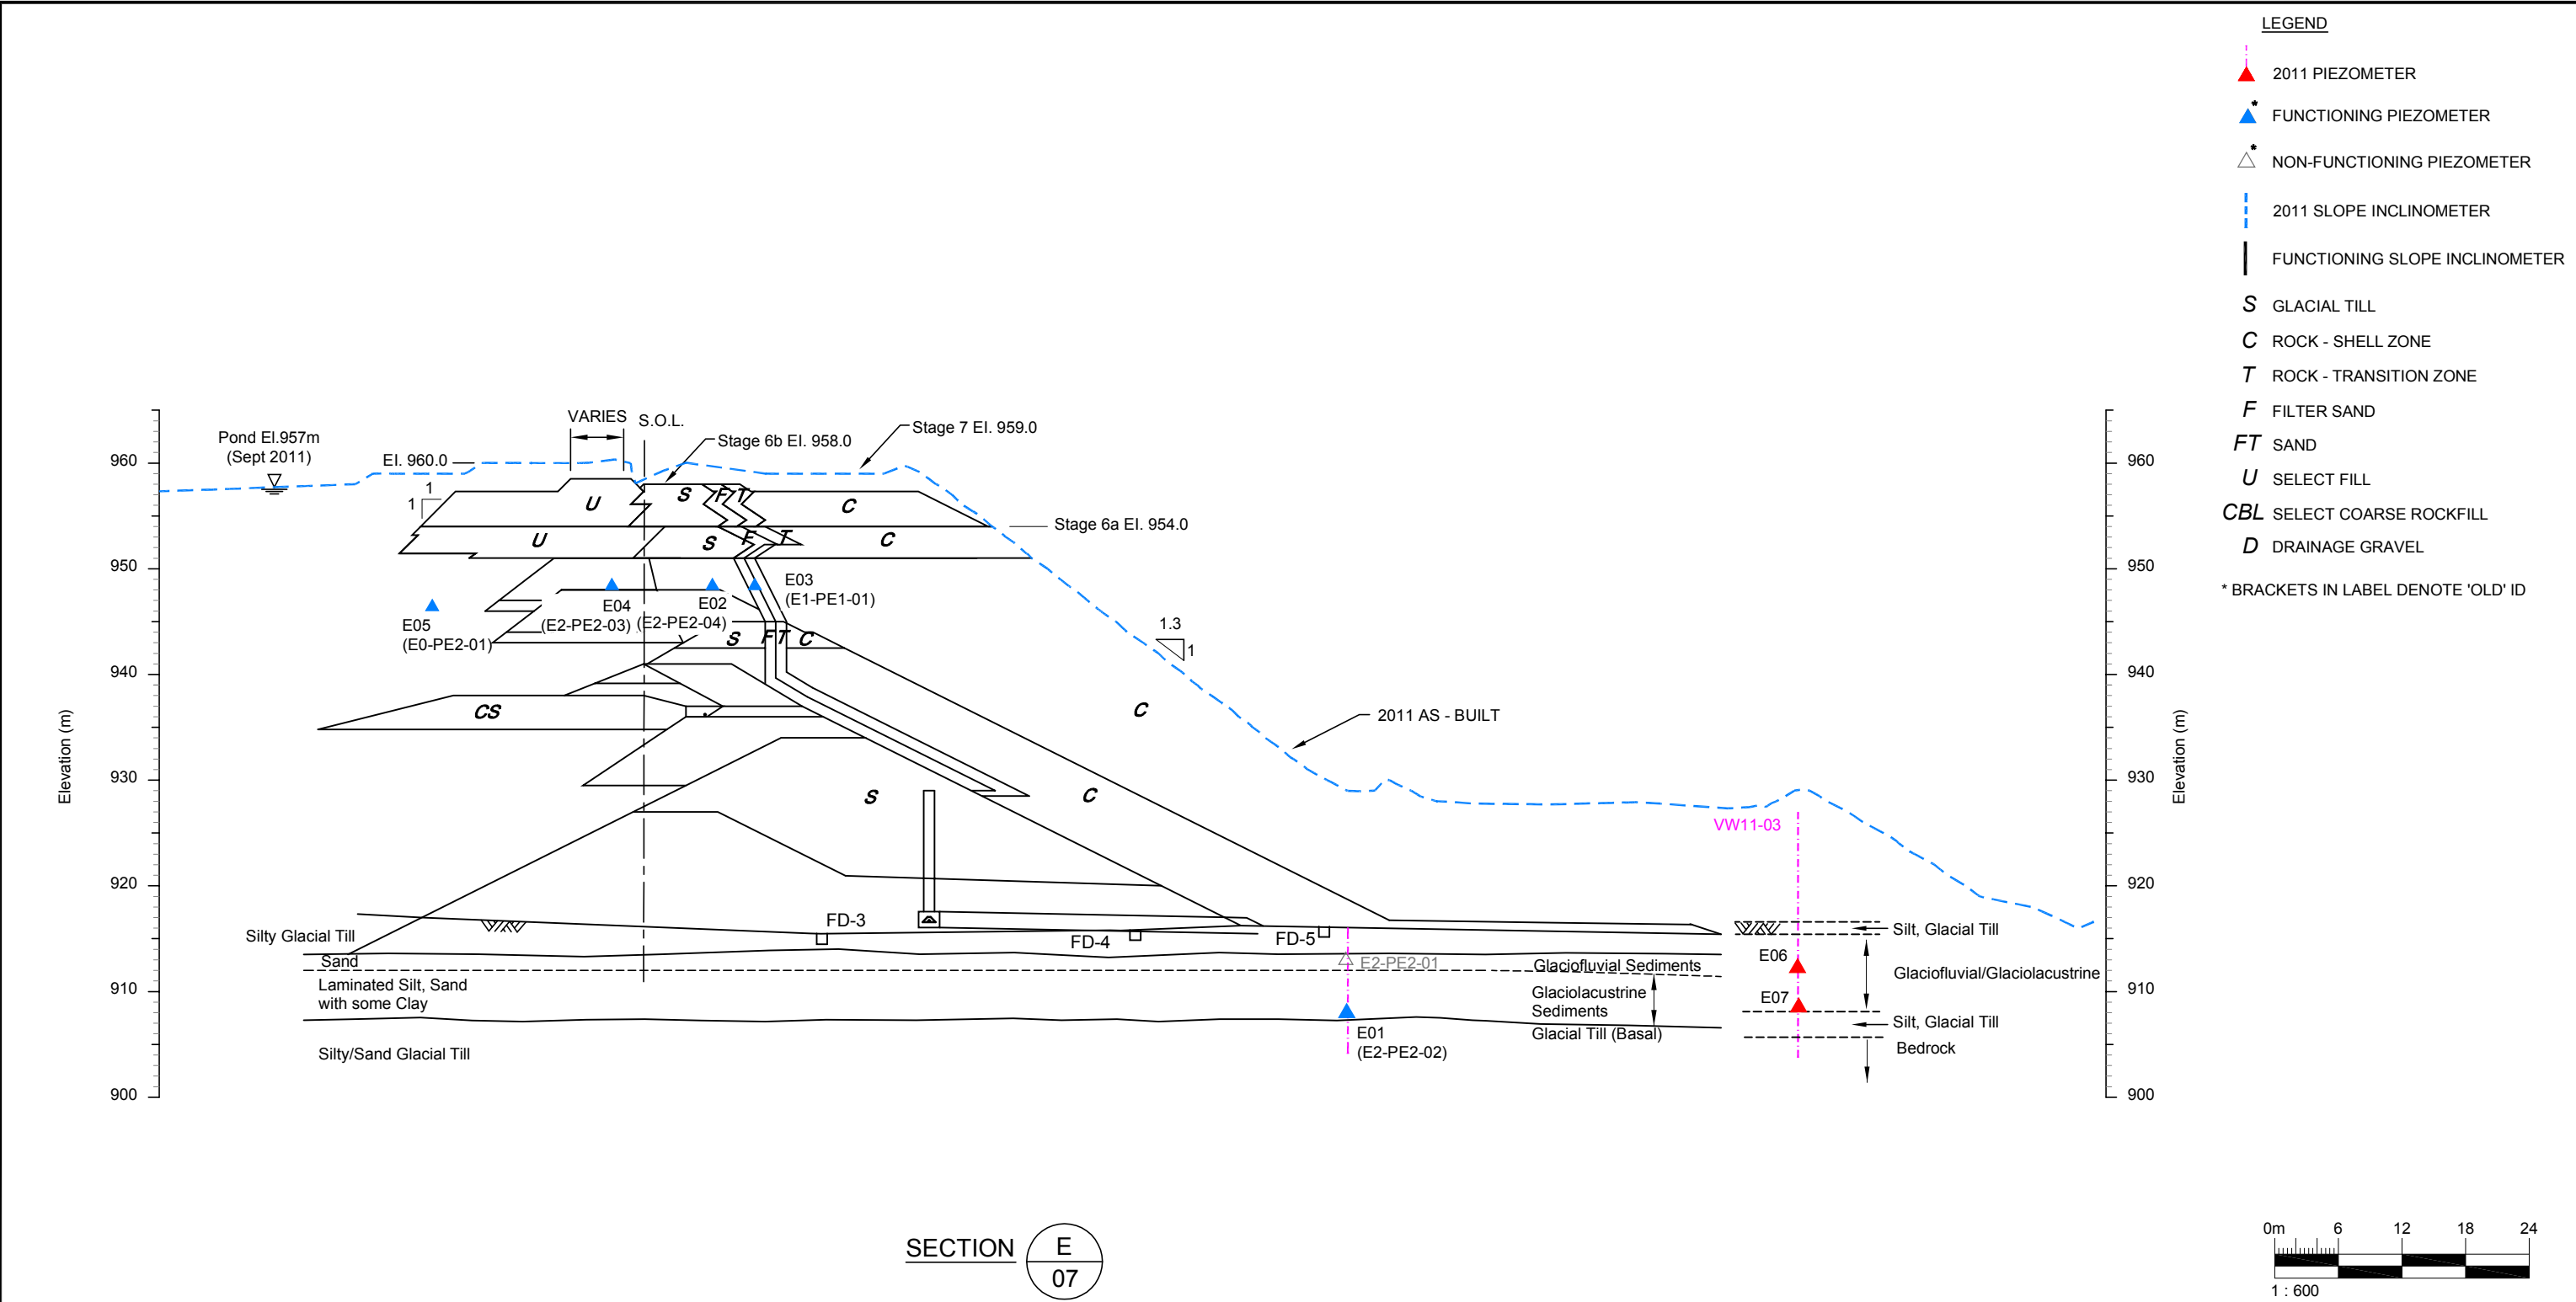 LEGEND
2011 PIEZOMETER
* FUNCTIONING PIEZOMETER
* NON-FUNCTIONING PIEZOMETER
2011 SLOPE INCLINOMETER
FUNCTIONING SLOPE INCLINOMETER
S GLACIAL TILL
C ROCK - SHELL ZONE
T ROCK - TRANSITION ZONE
F FILTER SAND
FT SAND
U SELECT FILL
CBL SELECT COARSE ROCKFILL
D DRAINAGE GRAVEL
* BRACKETS IN LABEL DENOTE 'OLD' ID
VARIES
S.O.L.
Pond El.957m
(Sept 2011)
El. 960.0
Stage 6b El. 958.0
Stage 7 El. 959.0
Stage 6a El. 954.0
1
1
U
S
F
T
C
U
S
F
T
C
E05
(E0-PE2-01)
E04
(E2-PE2-03)
E02
(E2-PE2-04)
E03
(E1-PE1-01)
S
F
T
C
1.3
1
CS
C
2011 AS - BUILT
S
C
VW11-03
FD-3
FD-4
FD-5
Silty Glacial Till
Sand
Laminated Silt, Sand
with some Clay
Silty/Sand Glacial Till
E2-PE2-01
E01
(E2-PE2-02)
Glaciofluvial Sediments
Glaciolacustrine
Sediments
Glacial Till (Basal)
E06
E07
Silt, Glacial Till
Glaciofluvial/Glaciolacustrine
Silt, Glacial Till
Bedrock
Elevation (m)
960
950
940
930
920
910
900
Elevation (m)
960
950
940
930
920
910
900
SECTION
E
07
0m 6 12 18 24
1 : 600